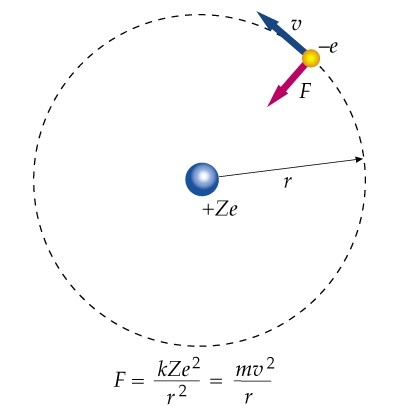 v
–e
F
r
+Ze
F = kZe²/r² = mv²/r